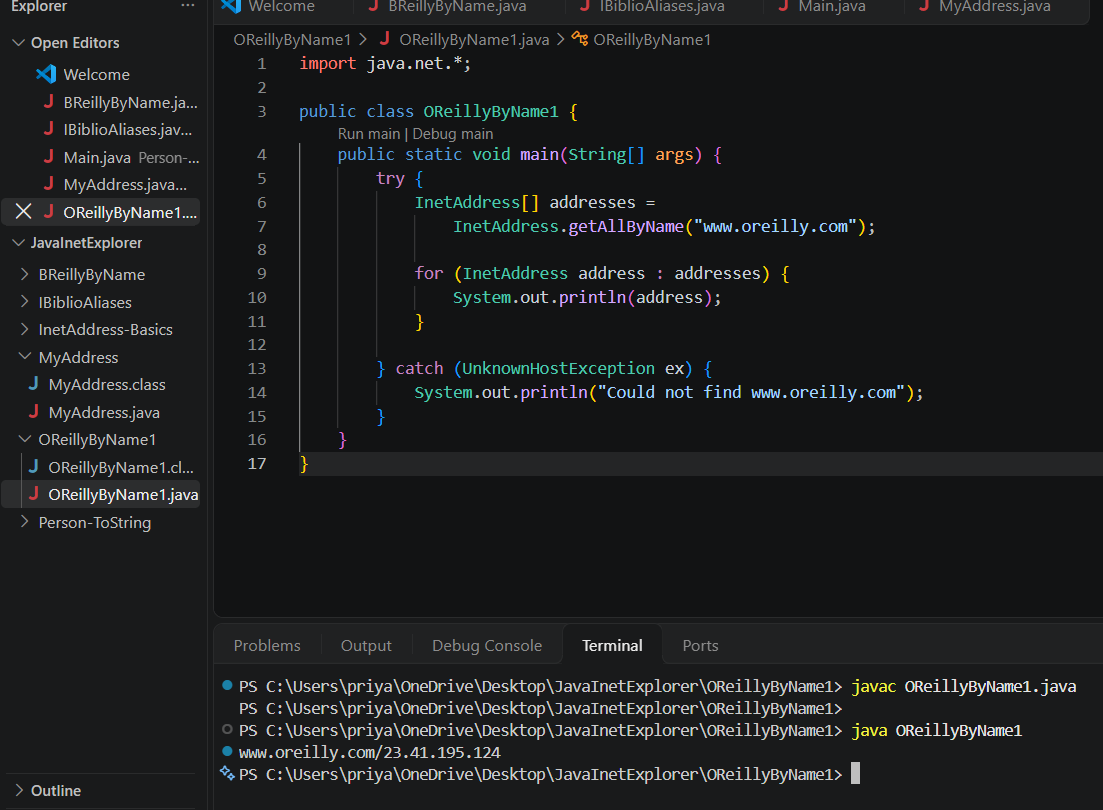 Explorer ···
Open Editors
Welcome
BReillyByName.ja...
IBiblioAliases.jav...
Main.java Person-...
MyAddress.java...
OReillyByName1....
JavaInetExplorer
BReillyByName
IBiblioAliases
InetAddress-Basics
MyAddress
MyAddress.class
MyAddress.java
OReillyByName1
OReillyByName1.cl...
OReillyByName1.java
Person-ToString
Outline
Welcome BReillyByName.java IBiblioAliases.java Main.java MyAddress.java
OReillyByName1 > OReillyByName1.java > OReillyByName1
1 import java.net.*;
2
3 public class OReillyByName1 {
Run main | Debug main
4 public static void main(String[] args) {
5 try {
6 InetAddress[] addresses =
7 InetAddress.getAllByName("www.oreilly.com");
8
9 for (InetAddress address : addresses) {
10 System.out.println(address);
11 }
12
13 } catch (UnknownHostException ex) {
14 System.out.println("Could not find www.oreilly.com");
15 }
16 }
17 }
Problems Output Debug Console Terminal Ports
PS C:\Users\priya\OneDrive\Desktop\JavaInetExplorer\OReillyByName1> javac OReillyByName1.java
PS C:\Users\priya\OneDrive\Desktop\JavaInetExplorer\OReillyByName1>
PS C:\Users\priya\OneDrive\Desktop\JavaInetExplorer\OReillyByName1> java OReillyByName1
www.oreilly.com/23.41.195.124
PS C:\Users\priya\OneDrive\Desktop\JavaInetExplorer\OReillyByName1>